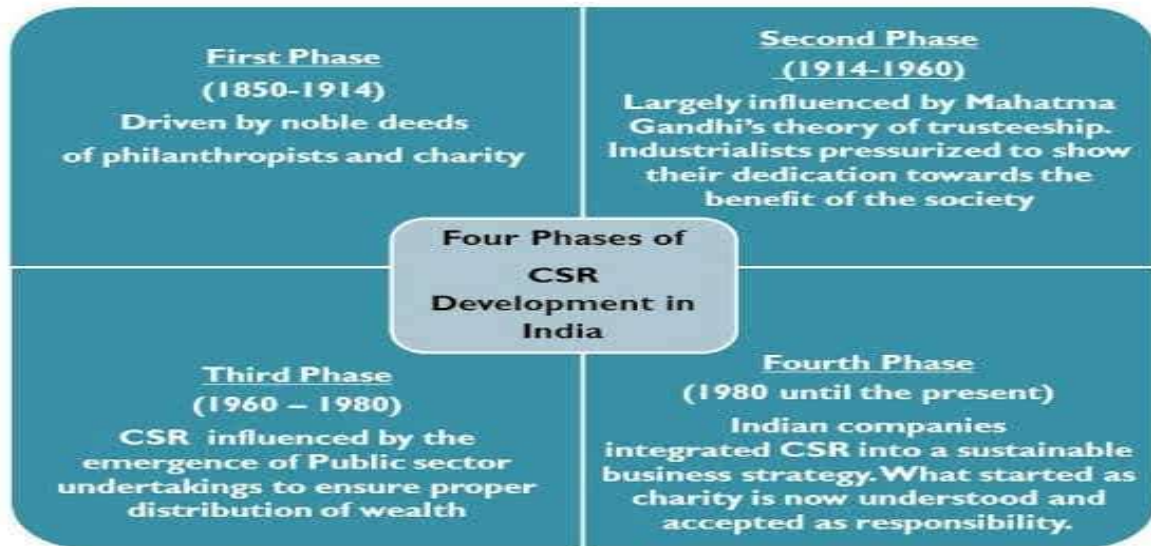 First Phase
(1850-1914)
Driven by noble deeds
of philanthropists and charity
Second Phase
(1914-1960)
Largely influenced by Mahatma
Gandhi's theory of trusteeship.
Industrialists pressurized to show
their dedication towards the
benefit of the society
Four Phases of
CSR
Development in
India
Third Phase
(1960 – 1980)
CSR influenced by the
emergence of Public sector
undertakings to ensure proper
distribution of wealth
Fourth Phase
(1980 until the present)
Indian companies
integrated CSR into a sustainable
business strategy. What started as
charity is now understood and
accepted as responsibility.